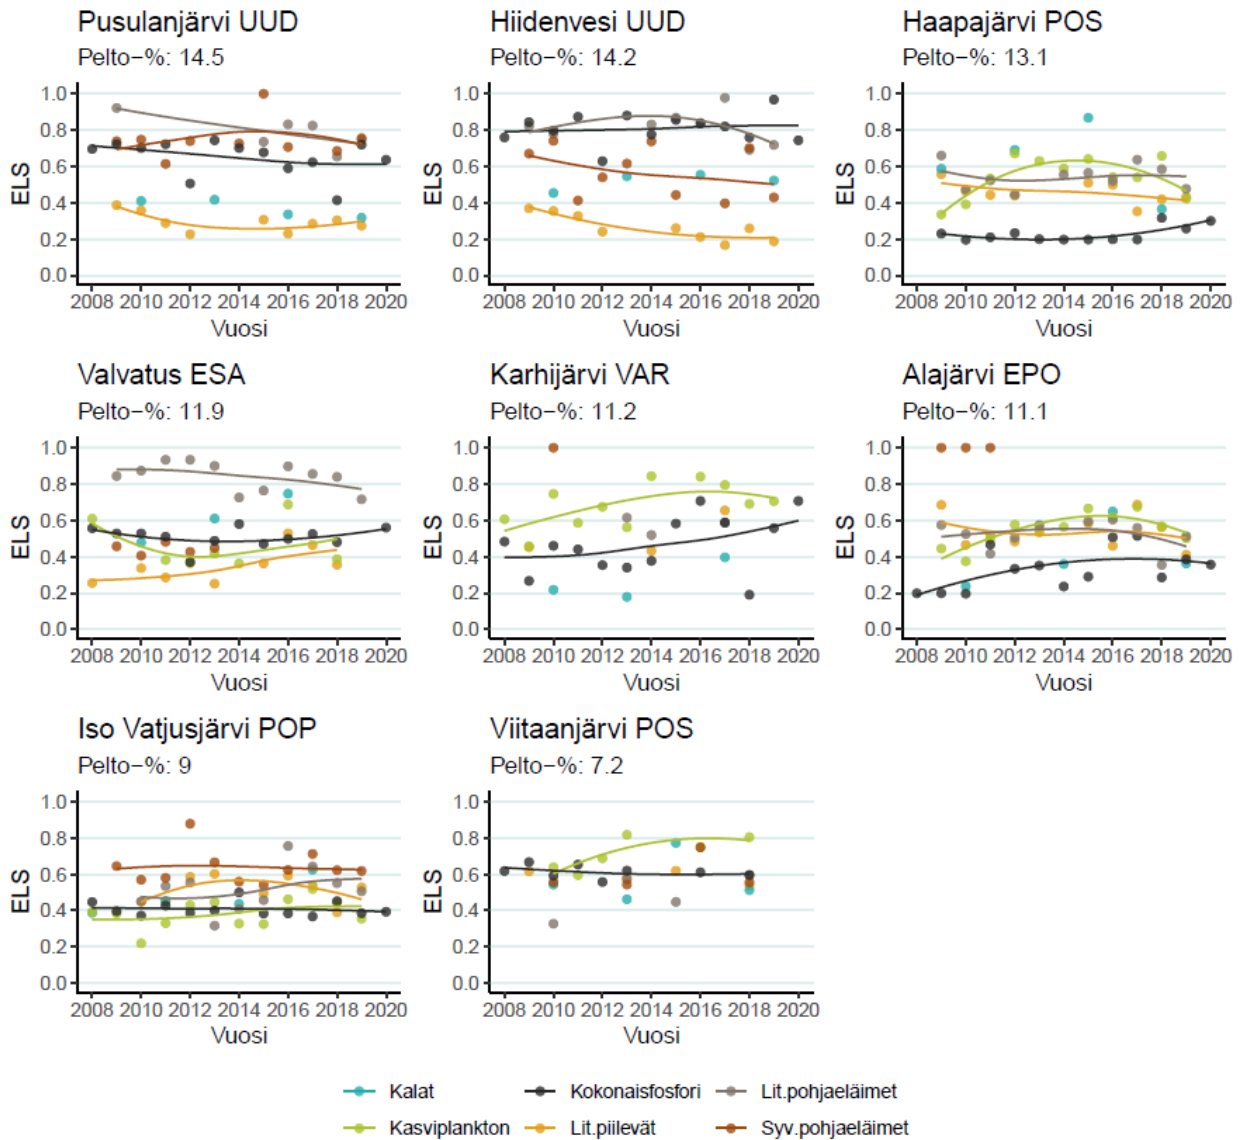 Pusulanjärvi UUD
Pelto−%: 14.5
ELS
1.0
0.8
0.6
0.4
0.2
0.0
2008 2010 2012 2014 2016 2018 2020
Vuosi
Hiidenvesi UUD
Pelto−%: 14.2
ELS
1.0
0.8
0.6
0.4
0.2
0.0
2008 2010 2012 2014 2016 2018 2020
Vuosi
Haapajärvi POS
Pelto−%: 13.1
ELS
1.0
0.8
0.6
0.4
0.2
0.0
2008 2010 2012 2014 2016 2018 2020
Vuosi
Valvatus ESA
Pelto−%: 11.9
ELS
1.0
0.8
0.6
0.4
0.2
0.0
2008 2010 2012 2014 2016 2018 2020
Vuosi
Karhijärvi VAR
Pelto−%: 11.2
ELS
1.0
0.8
0.6
0.4
0.2
0.0
2008 2010 2012 2014 2016 2018 2020
Vuosi
Alajärvi EPO
Pelto−%: 11.1
ELS
1.0
0.8
0.6
0.4
0.2
0.0
2008 2010 2012 2014 2016 2018 2020
Vuosi
Iso Vatjusjärvi POP
Pelto−%: 9
ELS
1.0
0.8
0.6
0.4
0.2
0.0
2008 2010 2012 2014 2016 2018 2020
Vuosi
Viitaanjärvi POS
Pelto−%: 7.2
ELS
1.0
0.8
0.6
0.4
0.2
0.0
2008 2010 2012 2014 2016 2018 2020
Vuosi
Kalat Kokonaisfosfori Lit.pohjaeläimet
Kasviplankton Lit.piilevät Syv.pohjaeläimet